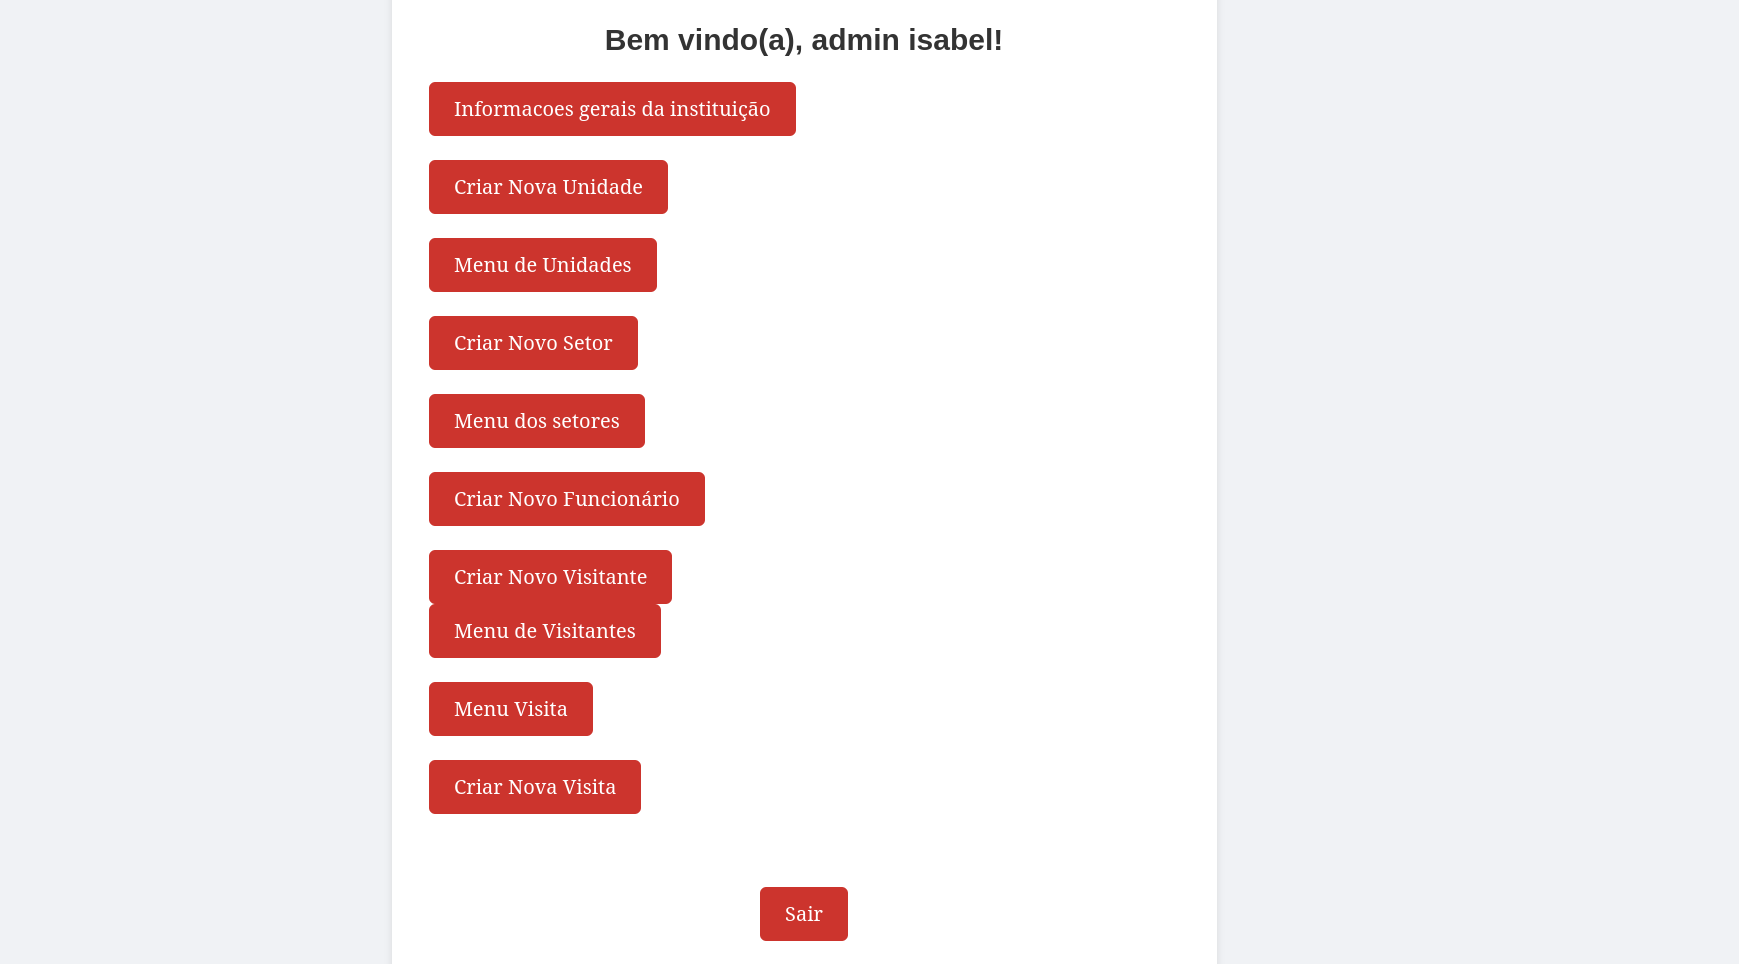 Bem vindo(a), admin isabel!
Informacoes gerais da instituição
Criar Nova Unidade
Menu de Unidades
Criar Novo Setor
Menu dos setores
Criar Novo Funcionário
Criar Novo Visitante
Menu de Visitantes
Menu Visita
Criar Nova Visita
Sair